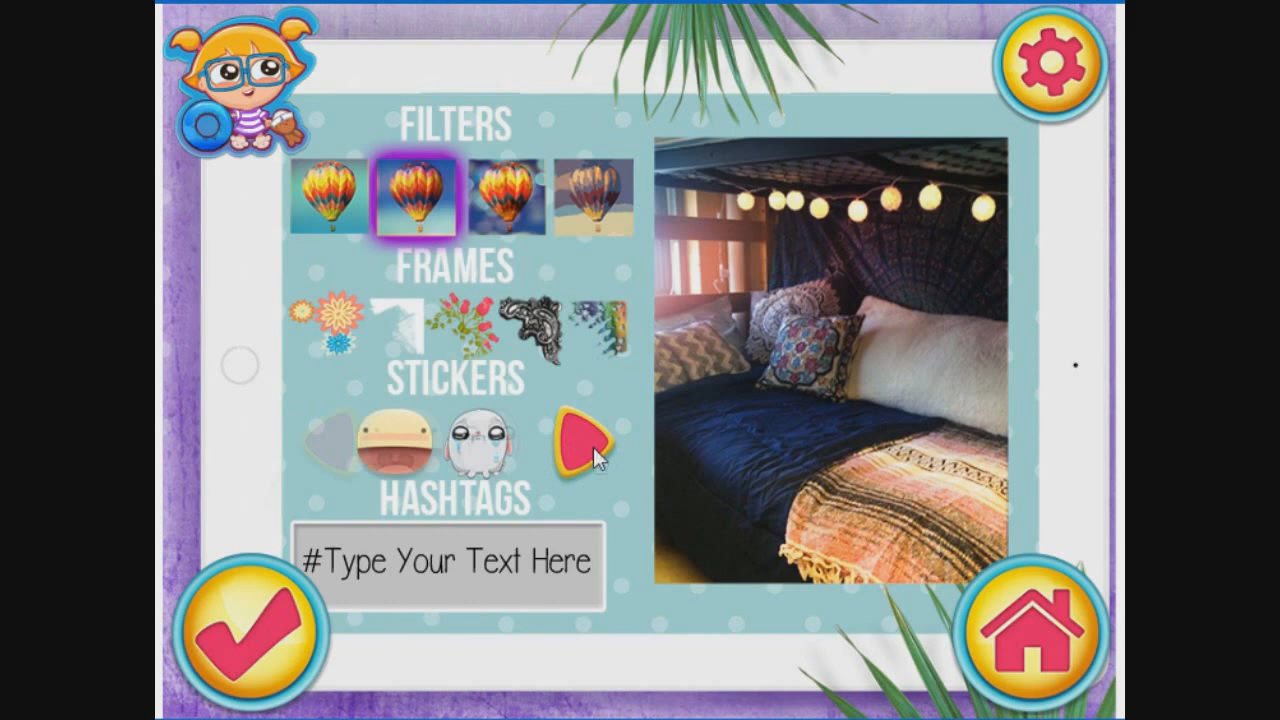 FILTERS
FRAMES
STICKERS
HASHTAGS
#Type Your Text Here